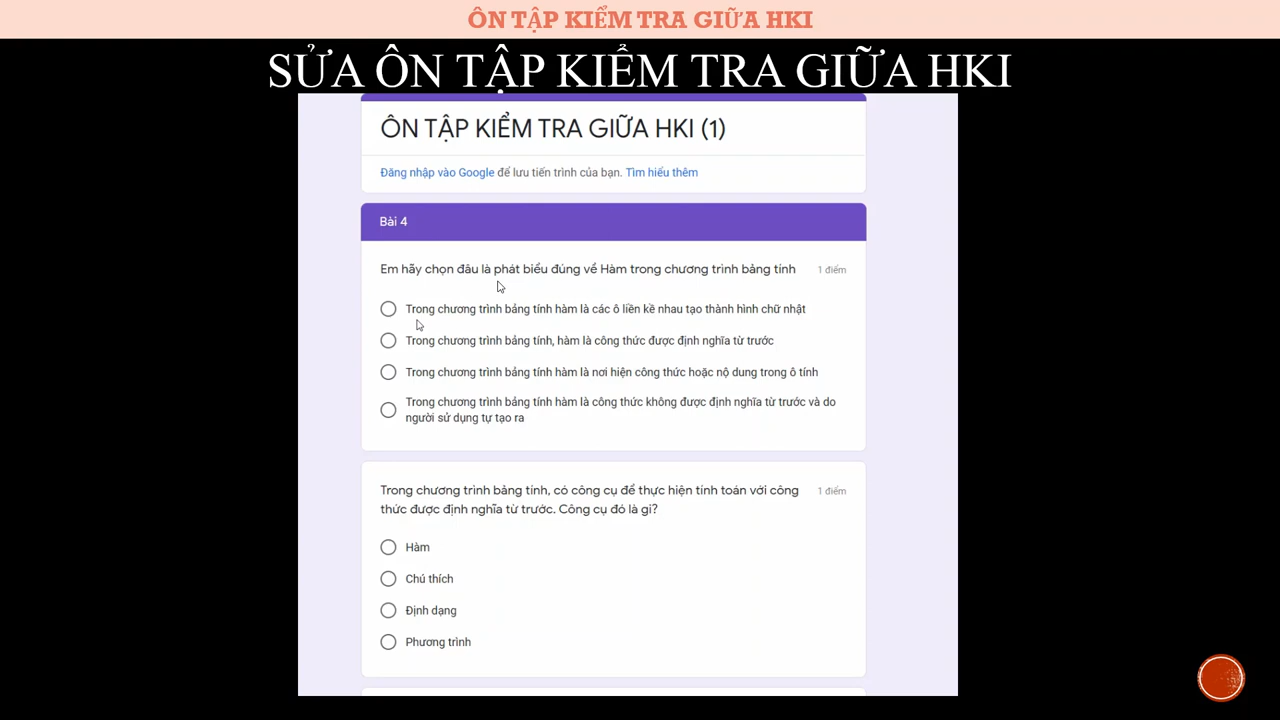 ÔN TẬP KIỂM TRA GIỮA HKI
SỬA ÔN TẬP KIỂM TRA GIỮA HKI
ÔN TẬP KIỂM TRA GIỮA HKI (1)
Đăng nhập vào Google để lưu tiến trình của bạn. Tìm hiểu thêm
Bài 4
Em hãy chọn đâu là phát biểu đúng về Hàm trong chương trình bảng tính 1 điểm
Trong chương trình bảng tính hàm là các ô liền kề nhau tạo thành hình chữ nhật
Trong chương trình bảng tính, hàm là công thức được định nghĩa từ trước
Trong chương trình bảng tính hàm là nơi hiện công thức hoặc nộ dung trong ô tính
Trong chương trình bảng tính hàm là công thức không được định nghĩa từ trước và do
người sử dụng tự tạo ra
Trong chương trình bảng tính, có công cụ để thực hiện tính toán với công 1 điểm
thức được định nghĩa từ trước. Công cụ đó là gì?
Hàm
Chú thích
Định dạng
Phương trình